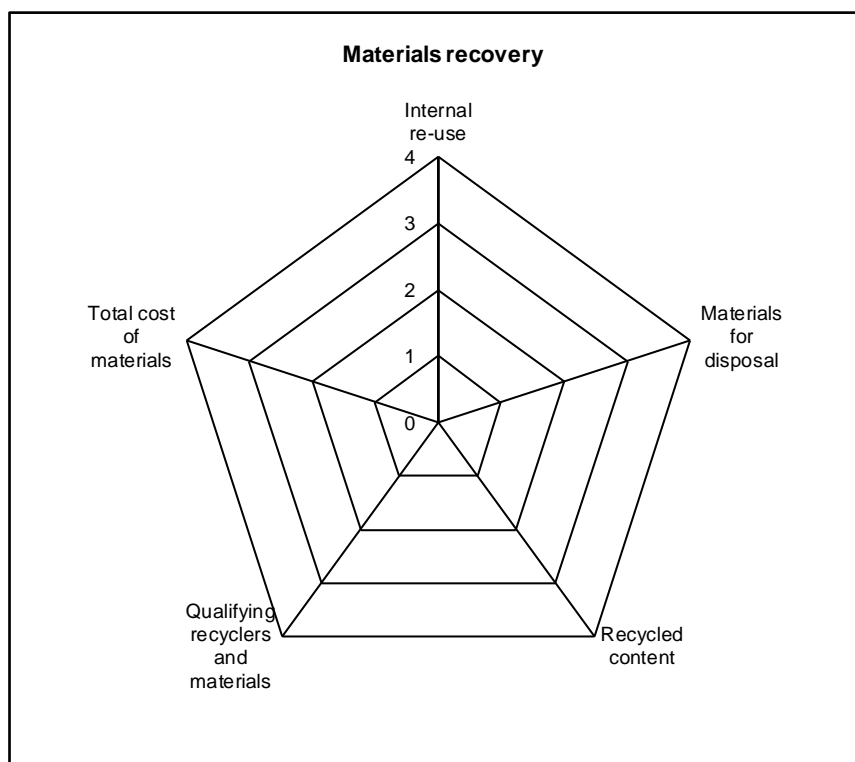 Materials recovery
Internal
re-use
4
3
2
1
0
Total cost
of
materials
Materials
for
disposal
Qualifying
recyclers
and
materials
Recycled
content